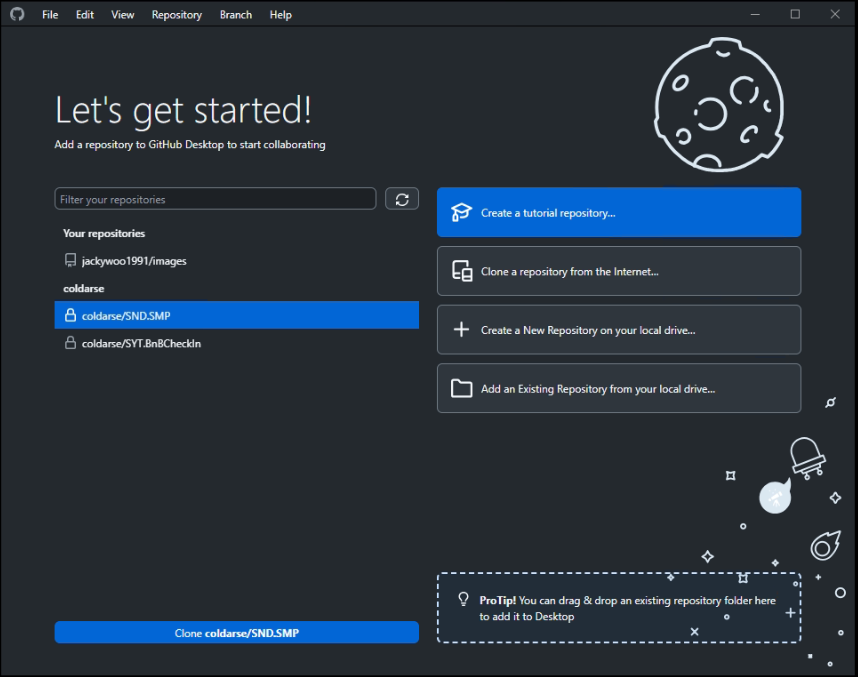 File Edit View Repository Branch Help
Let's get started!
Add a repository to GitHub Desktop to start collaborating
Filter your repositories
Your repositories
jackywoo1991/images
coldarse
coldarse/SND.SMP
coldarse/SYT.BnBCheckIn
Clone coldarse/SND.SMP
Create a tutorial repository...
Clone a repository from the Internet...
Create a New Repository on your local drive...
Add an Existing Repository from your local drive...
ProTip! You can drag & drop an existing repository folder here
to add it to Desktop